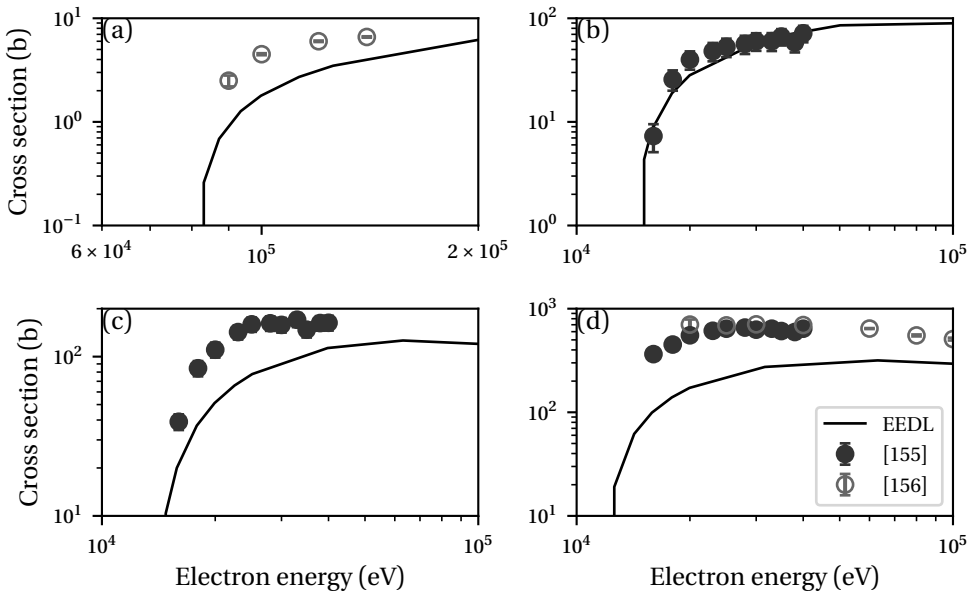 (a)
Cross section (b)
10¹
10⁰
10⁻¹
6 × 10⁴
10⁵
2 × 10⁵
(b)
10²
10¹
10⁰
10⁴
10⁵
(c)
Cross section (b)
10²
10¹
10⁴
10⁵
Electron energy (eV)
(d)
10³
10²
10¹
EEDL
[155]
[156]
10⁴
10⁵
Electron energy (eV)